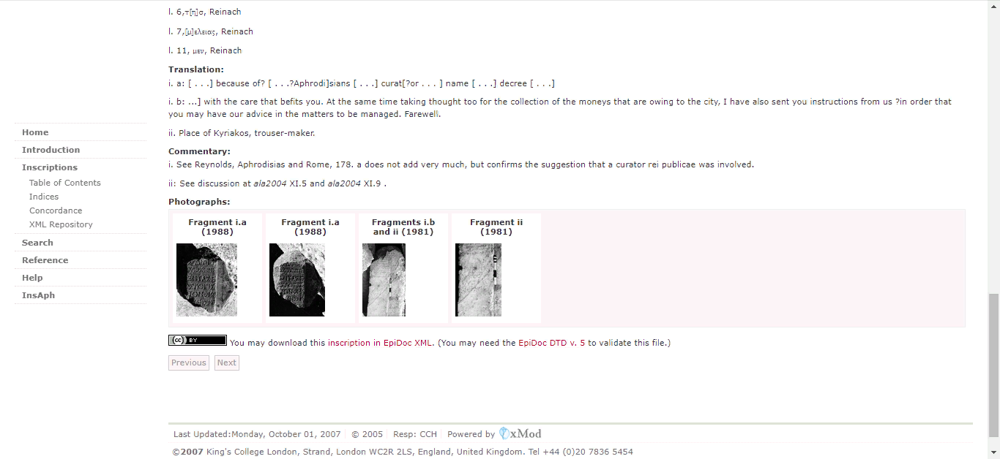 l. 6,τ[η]σ, Reinach
l. 7,[μ]ελειας, Reinach
l. 11, μεν, Reinach
Translation:
i. a: [ . . .] because of? [ . . .?Aphrodi]sians [ . . .] curat[?or . . . ] name [ . . .] decree [ . . .]
i. b: ...] with the care that befits you. At the same time taking thought too for the collection of the moneys that are owing to the city, I have also sent you instructions from us ?in order that
you may have our advice in the matters to be managed. Farewell.
ii. Place of Kyriakos, trouser-maker.
Commentary:
i. See Reynolds, Aphrodisias and Rome, 178. a does not add very much, but confirms the suggestion that a curator rei publicae was involved.
ii: See discussion at ala2004 XI.5 and ala2004 XI.9 .
Photographs:
Fragment i.a
(1988)
Fragment i.a
(1988)
Fragments i.b
and ii (1981)
Fragment ii
(1981)
(cc) BY You may download this inscription in EpiDoc XML. (You may need the EpiDoc DTD v. 5 to validate this file.)
Previous Next
Home
Introduction
Inscriptions
Table of Contents
Indices
Concordance
XML Repository
Search
Reference
Help
InsAph
Last Updated:Monday, October 01, 2007 © 2005 Resp: CCH Powered by xMod
©2007 King's College London, Strand, London WC2R 2LS, England, United Kingdom. Tel +44 (0)20 7836 5454